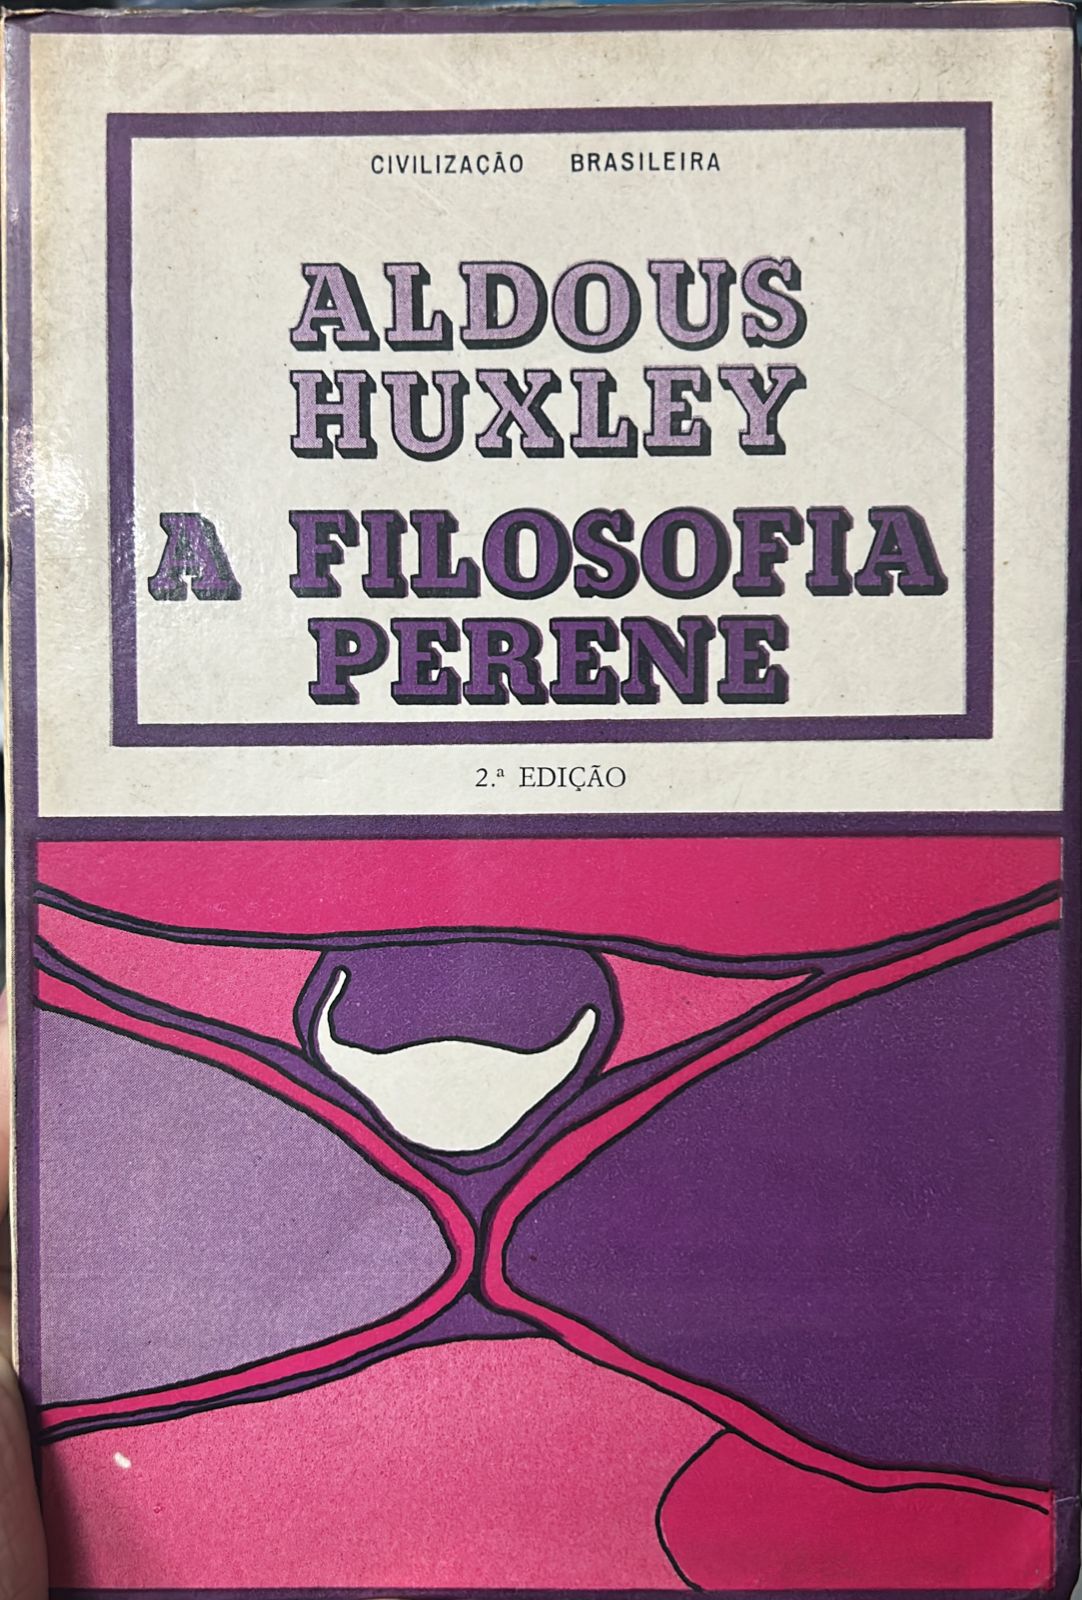 CIVILIZAÇÃO BRASILEIRA
ALDOUS
HUXLEY
A FILOSOFIA
PERENE
2.ª EDIÇÃO